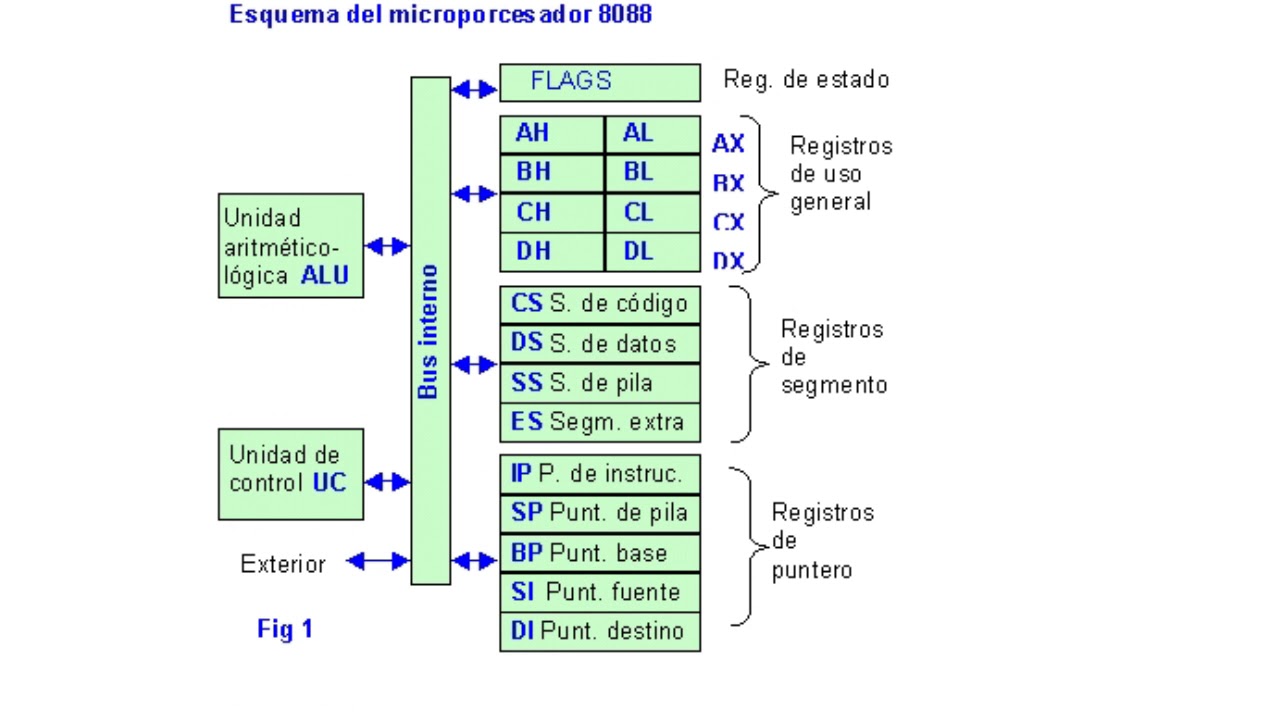 Esquema del microporcesador 8088
FLAGS
Reg. de estado
AH AL AX
BH BL BX
CH CL CX
DH DL DX
Registros
de uso
general
Unidad
aritmético-
lógica ALU
Bus interno
CS S. de código
DS S. de datos
SS S. de pila
ES Segm. extra
Registros
de
segmento
Unidad de
control UC
Exterior
IP P. de instruc.
SP Punt. de pila
BP Punt. base
SI Punt. fuente
DI Punt. destino
Registros
de
puntero
Fig 1